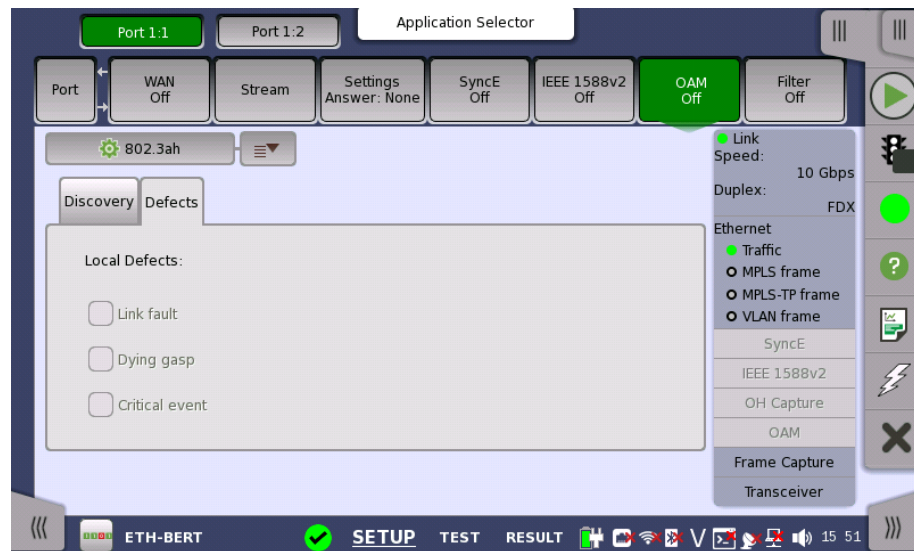 Application Selector
Port 1:1
Port 1:2
Port
WAN
Off
Stream
Settings
Answer: None
SyncE
Off
IEEE 1588v2
Off
OAM
Off
Filter
Off
802.3ah
Discovery
Defects
Local Defects:
Link fault
Dying gasp
Critical event
Link
Speed:
10 Gbps
Duplex:
FDX
Ethernet
Traffic
MPLS frame
MPLS-TP frame
VLAN frame
SyncE
IEEE 1588v2
OH Capture
OAM
Frame Capture
Transceiver
ETH-BERT
SETUP
TEST
RESULT
V
15 51